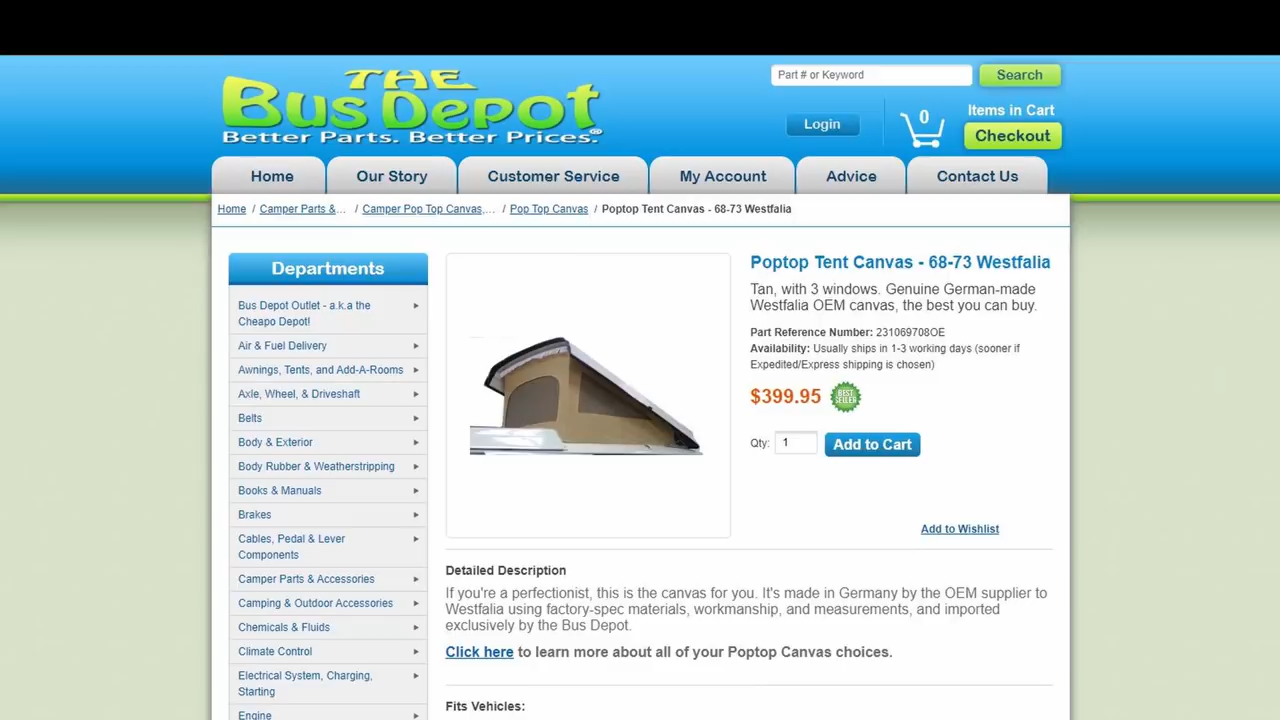 THE
Bus Depot
Better Parts. Better Prices.®
Part # or Keyword
Search
Login
0
Items in Cart
Checkout
Home
Our Story
Customer Service
My Account
Advice
Contact Us
Home / Camper Parts &... / Camper Pop Top Canvas,... / Pop Top Canvas / Poptop Tent Canvas - 68-73 Westfalia
Departments
Bus Depot Outlet - a.k.a the
Cheapo Depot!
Air & Fuel Delivery
Awnings, Tents, and Add-A-Rooms
Axle, Wheel, & Driveshaft
Belts
Body & Exterior
Body Rubber & Weatherstripping
Books & Manuals
Brakes
Cables, Pedal & Lever
Components
Camper Parts & Accessories
Camping & Outdoor Accessories
Chemicals & Fluids
Climate Control
Electrical System, Charging,
Starting
Engine
Poptop Tent Canvas - 68-73 Westfalia
Tan, with 3 windows. Genuine German-made
Westfalia OEM canvas, the best you can buy.
Part Reference Number: 231069708OE
Availability: Usually ships in 1-3 working days (sooner if
Expedited/Express shipping is chosen)
$399.95
BEST
SELLER
Qty: 1
Add to Cart
Add to Wishlist
Detailed Description
If you're a perfectionist, this is the canvas for you. It's made in Germany by the OEM supplier to
Westfalia using factory-spec materials, workmanship, and measurements, and imported
exclusively by the Bus Depot.
Click here to learn more about all of your Poptop Canvas choices.
Fits Vehicles: